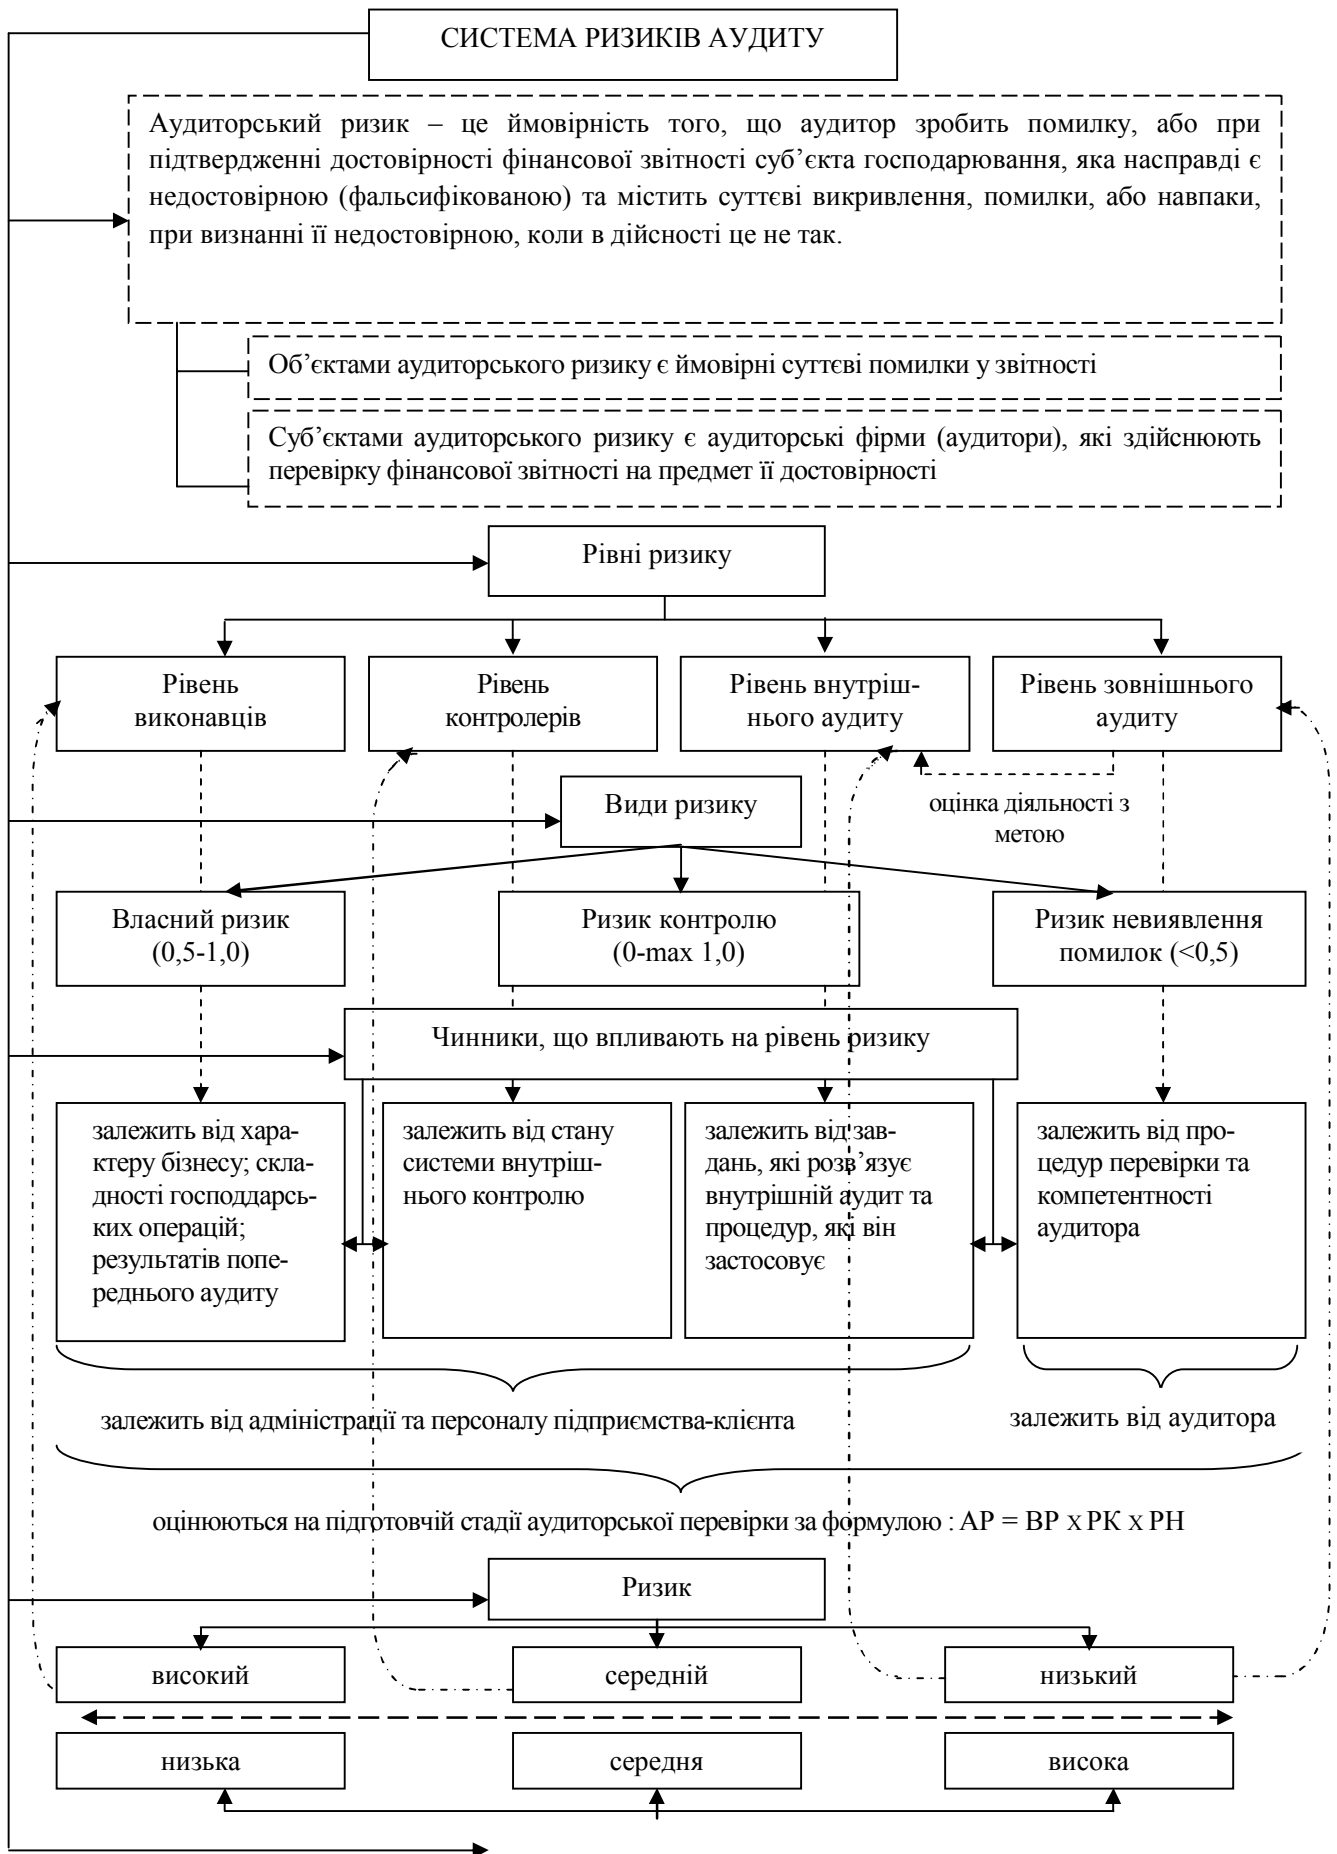 СИСТЕМА РИЗИКІВ АУДИТУ
Аудиторський ризик – це ймовірність того, що аудитор зробить помилку, або при
підтвердженні достовірності фінансової звітності суб’єкта господарювання, яка насправді є
недостовірною (фальсифікованою) та містить суттєві викривлення, помилки, або навпаки,
при визнанні її недостовірною, коли в дійсності це не так.
Об’єктами аудиторського ризику є ймовірні суттєві помилки у звітності
Суб’єктами аудиторського ризику є аудиторські фірми (аудитори), які здійснюють
перевірку фінансової звітності на предмет її достовірності
Рівні ризику
Рівень
виконавців
Рівень
контролерів
Рівень внутріш-
нього аудиту
Рівень зовнішнього
аудиту
оцінка діяльності з
метою
Види ризику
Власний ризик
(0,5-1,0)
Ризик контролю
(0-max 1,0)
Ризик невиявлення
помилок (<0,5)
Чинники, що впливають на рівень ризику
залежить від хара-
ктеру бізнесу; скла-
дності господдарсь-
ких операцій;
результатів попе-
реднього аудиту
залежить від стану
системи внутріш-
нього контролю
залежить від зав-
дань, які розв’язує
внутрішній аудит та
процедур, які він
застосовує
залежить від про-
цедур перевірки та
компетентності
аудитора
залежить від адміністрації та персоналу підприємства-клієнта
залежить від аудитора
оцінюються на підготовчій стадії аудиторської перевірки за формулою : АР = ВР х РК х РН
Ризик
високий
середній
низький
низька
середня
висока